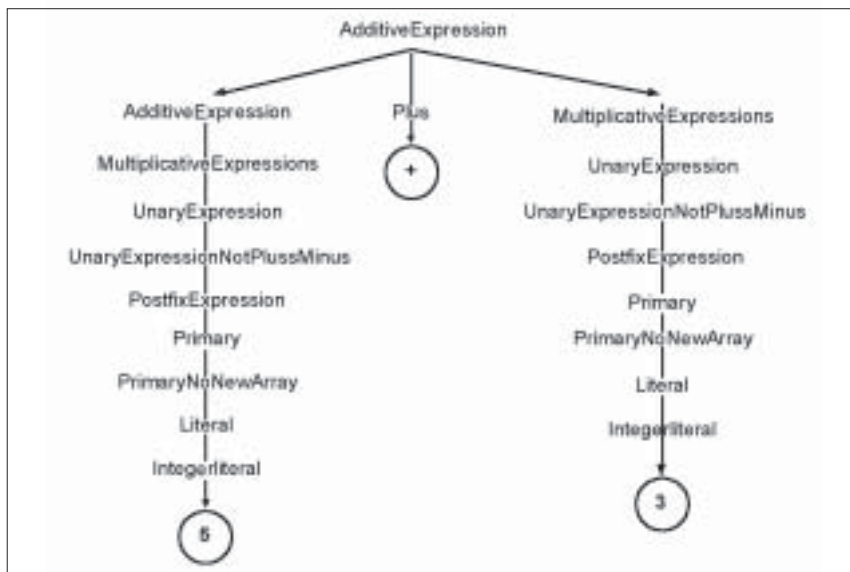 AdditiveExpression
AdditiveExpression
Plus
MultiplicativeExpressions
+
MultiplicativeExpressions
UnaryExpression
UnaryExpression
UnaryExpressionNotPlussMinus
UnaryExpressionNotPlussMinus
PostfixExpression
PostfixExpression
Primary
Primary
PrimaryNoNewArray
PrimaryNoNewArray
Literal
Literal
Integerliteral
Integerliteral
5
3